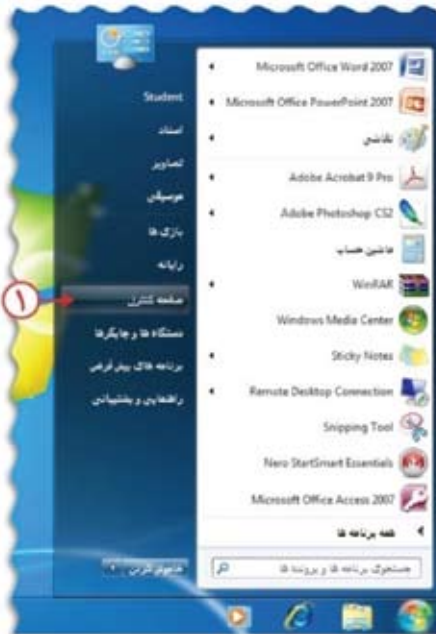 Microsoft Office Word 2007
Microsoft Office PowerPoint 2007
نقاشی
Adobe Acrobat 9 Pro
Adobe Photoshop CS2
ماشین حساب
WinRAR
Windows Media Center
Sticky Notes
Remote Desktop Connection
Snipping Tool
Nero StartSmart Essentials
Microsoft Office Access 2007
همه برنامه ها
جستجوی برنامه ها و پرونده ها
Student
اسناد
تصاویر
موسیقی
بازی ها
رایانه
صفحه کنترل
۱
دستگاه ها و چاپگرها
برنامه های پیش فرض
راهنمایی و پشتیبانی
خاموش کردن